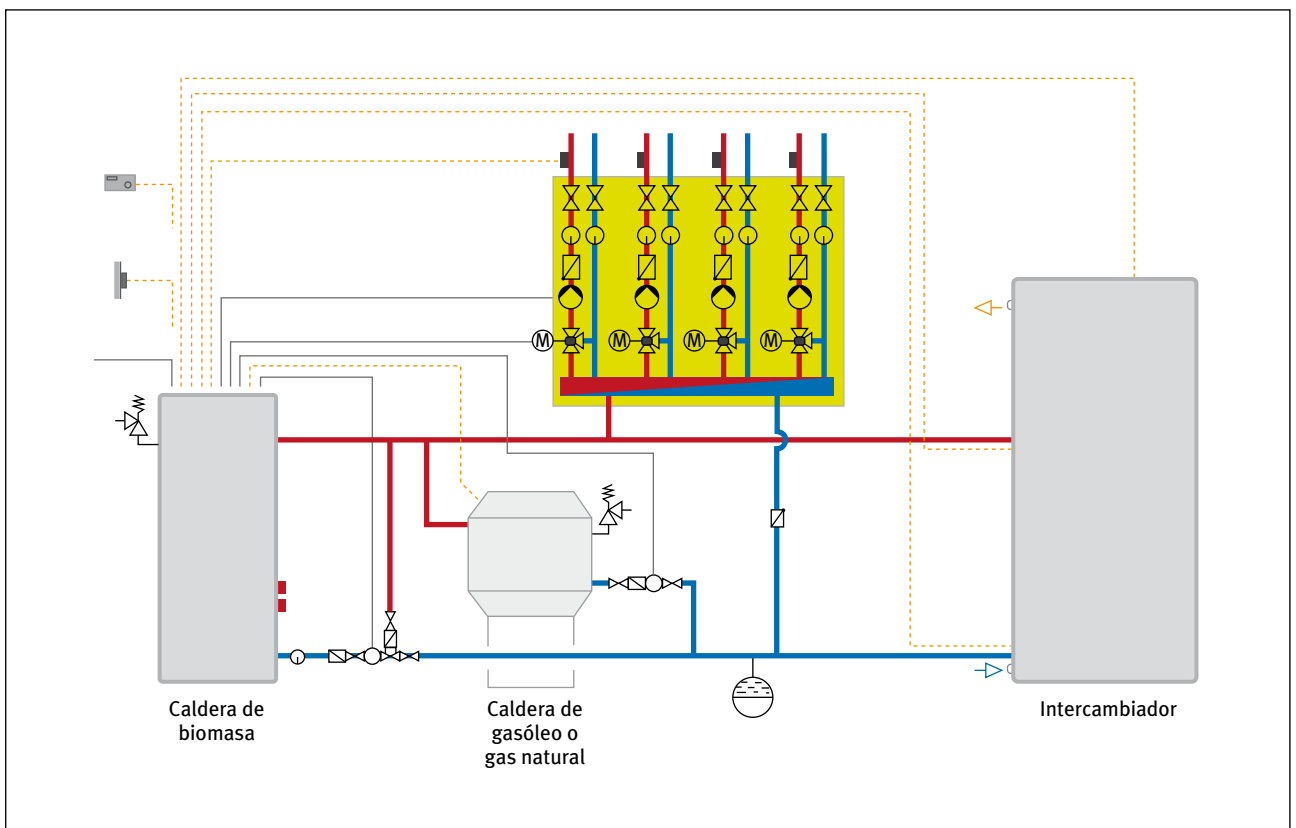 M
M
M
M
Caldera de
biomasa
Caldera de
gasóleo o
gas natural
Intercambiador